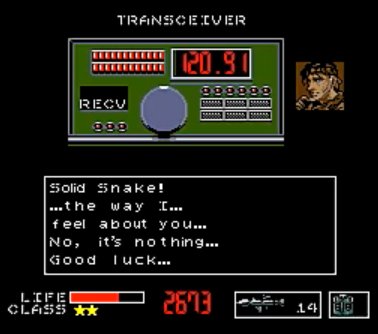 TRANSCEIVER
120.91
RECV
Solid Snake!
…the way I…
feel about you…
No, it's nothing…
Good luck…
LIFE 2673 14
CLASS